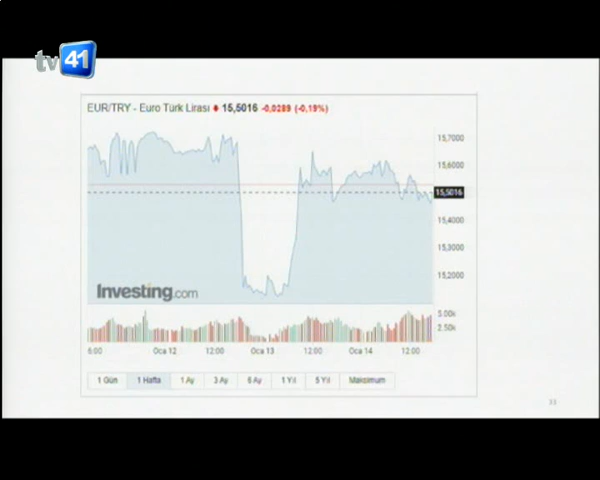 tv41
EUR/TRY - Euro Türk Lirası 15,5016 -0,0289 (-0,19%)
15,7000
15,6000
15,5016
15,4000
15,3000
15,2000
Investing.com
5.00k
2.50k
6:00 Oca 12 12:00 Oca 13 12:00 Oca 14 12:00
1 Gün 1 Hafta 1 Ay 3 Ay 6 Ay 1 Yıl 5 Yıl Maksimum
33